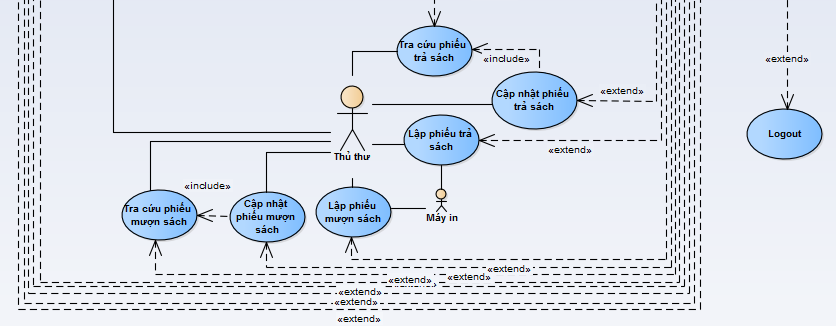 Tra cứu phiếu
trả sách
«include»
«extend»
Cập nhật phiếu
trả sách
«extend»
Lập phiếu trả
sách
Logout
«extend»
Thủ thư
«include»
Tra cứu phiếu
mượn sách
Cập nhật
phiếu mượn
sách
Lập phiếu
mượn sách
Máy in
«extend»
«extend»
«extend»
«extend»
«extend»
«extend»